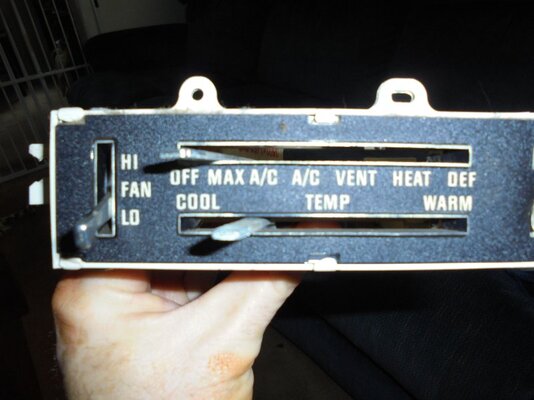 HI
FAN
LO
OFF MAX A/C A/C VENT HEAT DEF
COOL TEMP WARM